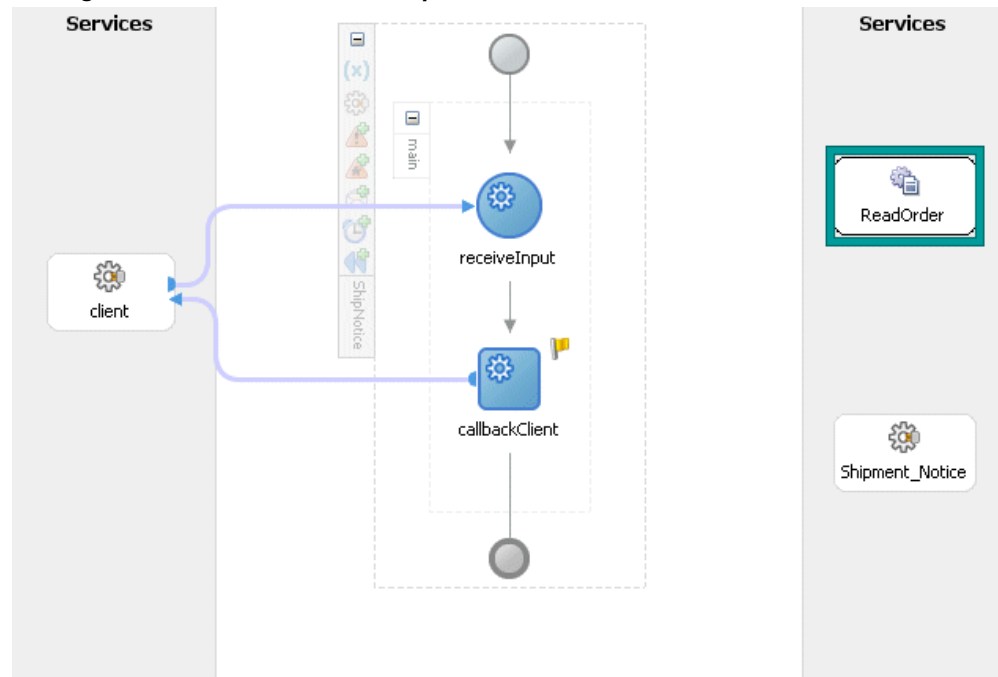 Services
Services
(x)
main
ReadOrder
receiveInput
client
ShipNotice
callbackClient
Shipment_Notice